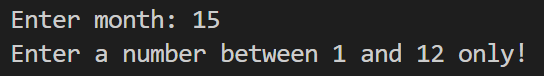 Enter month: 15
Enter a number between 1 and 12 only!